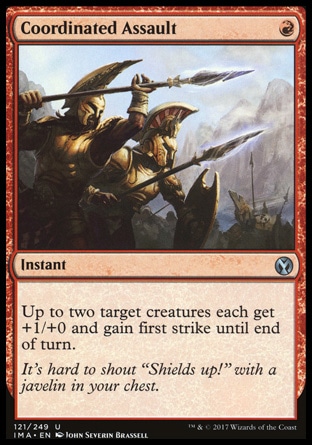 Coordinated Assault
Instant
Up to two target creatures each get
+1/+0 and gain first strike until end
of turn.
It's hard to shout “Shields up!” with a
javelin in your chest.
121/249 U
IMA • EN John Severin Brassell
™ & © 2017 Wizards of the Coast